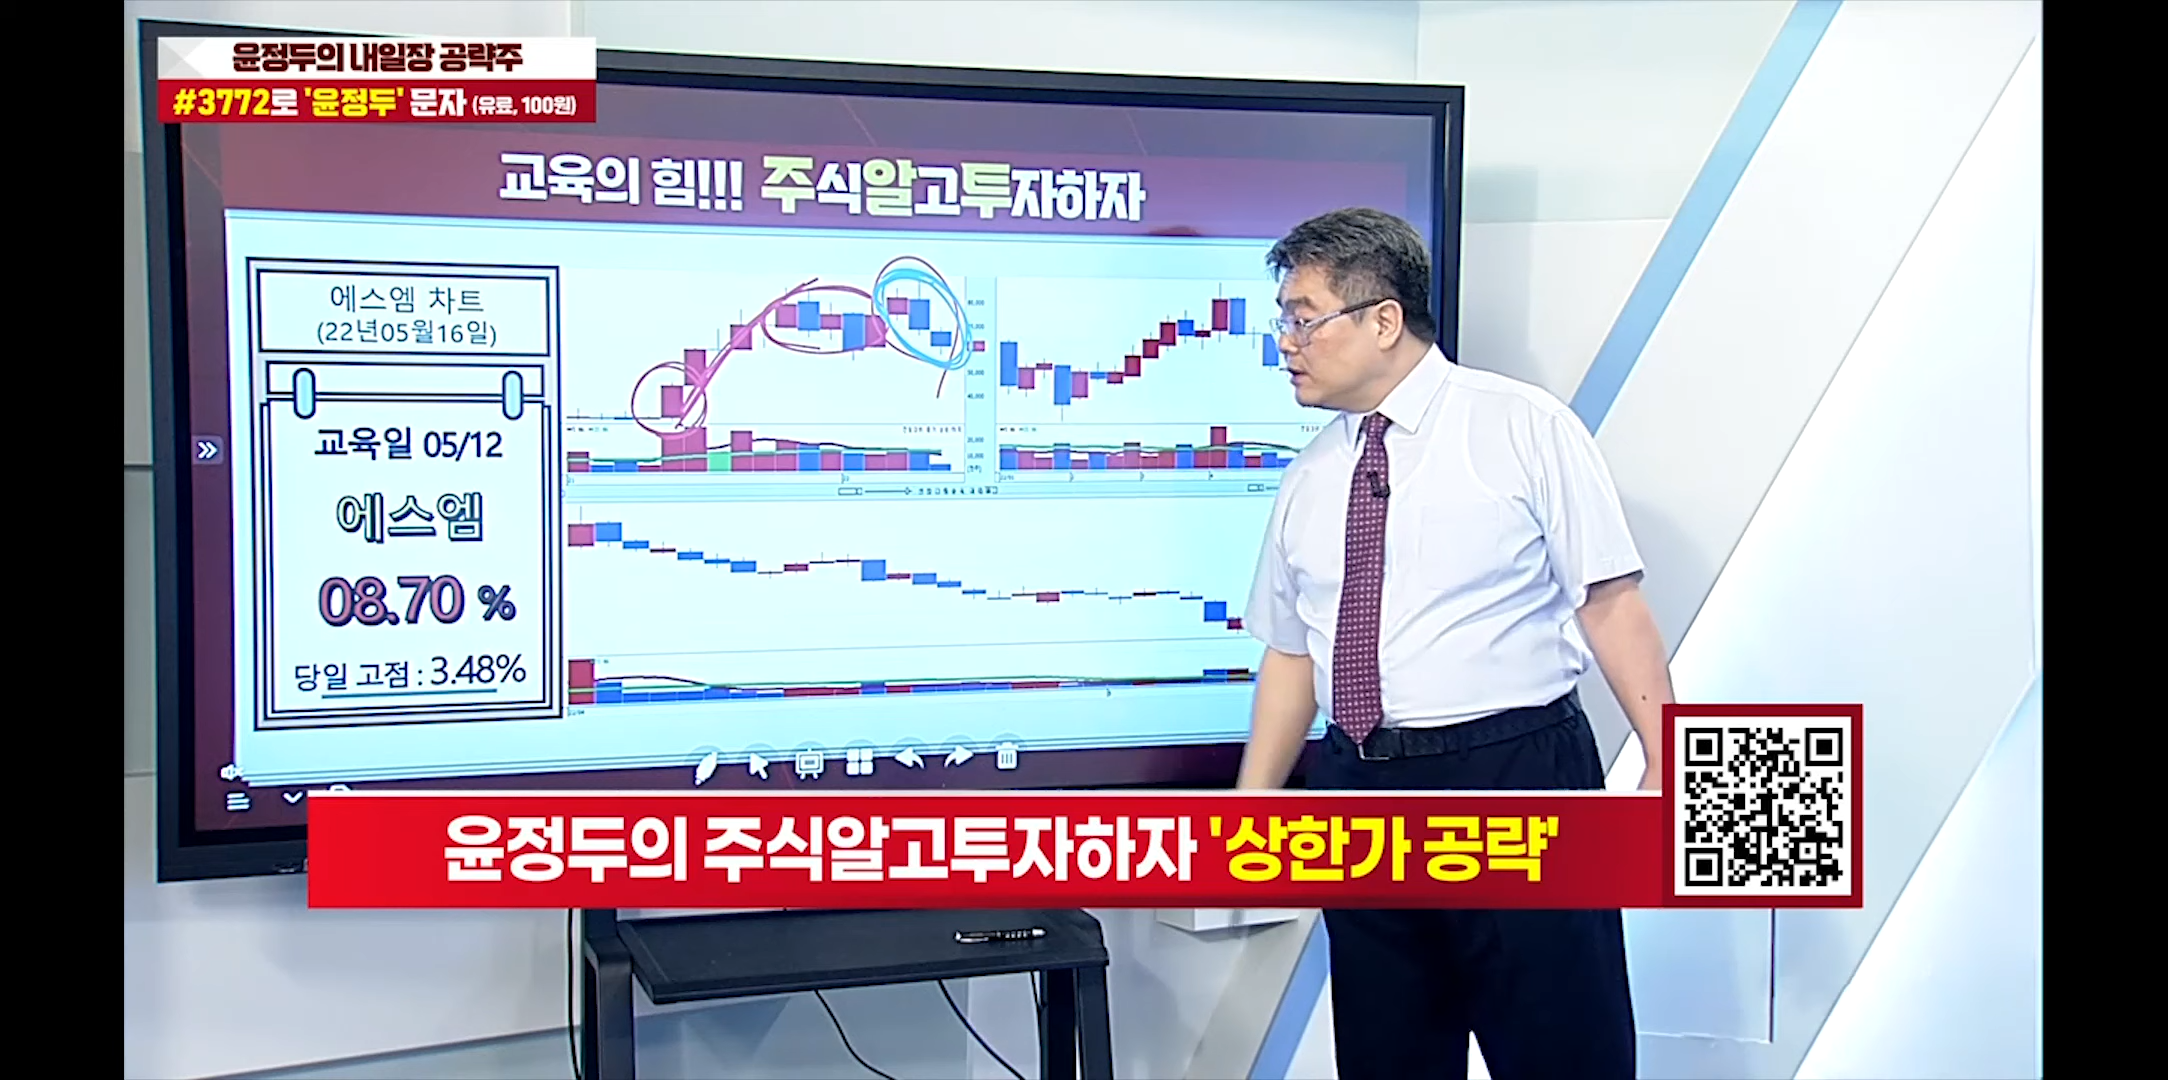 윤정두의 내일장 공략주
#3772로 '윤정두' 문자 (유료, 100원)
교육의 힘!!! 주식알고투자하자
에스엠 차트
(22년05월16일)
교육일 05/12
에스엠
08.70 %
당일 고점 : 3.48%
윤정두의 주식알고투자하자 '상한가 공략'